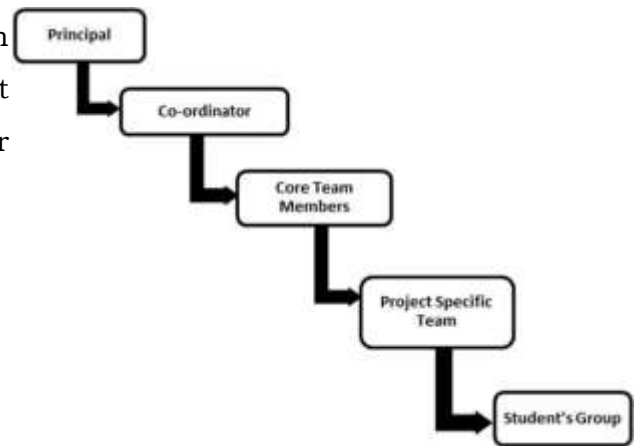 n
Principal
t
Co-ordinator
r
Core Team
Members
Project Specific
Team
Student's Group